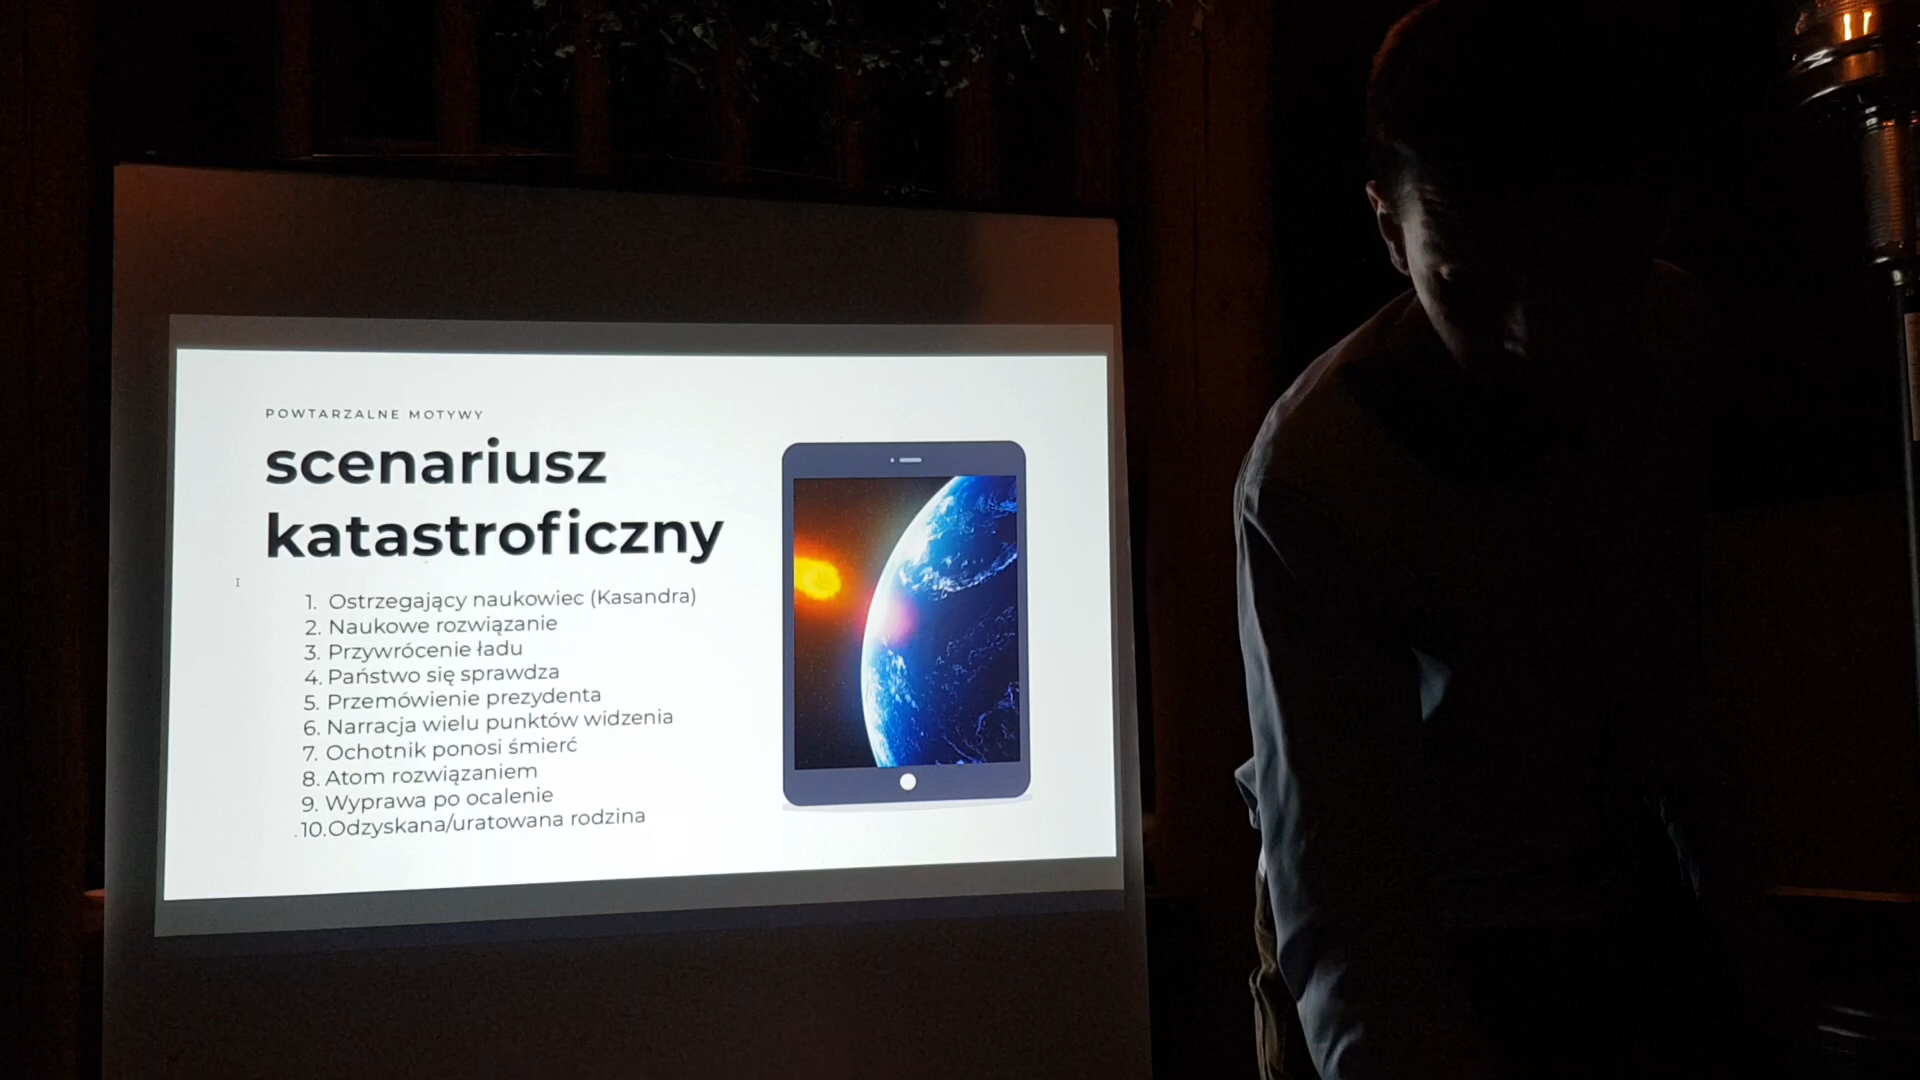 POWTARZALNE MOTYWY
scenariusz
katastroficzny
1. Ostrzegający naukowiec (Kasandra)
2. Naukowe rozwiązanie
3. Przywrócenie ładu
4. Państwo się sprawdza
5. Przemówienie prezydenta
6. Narracja wielu punktów widzenia
7. Ochotnik ponosi śmierć
8. Atom rozwiązaniem
9. Wyprawa po ocalenie
10. Odzyskana/uratowana rodzina